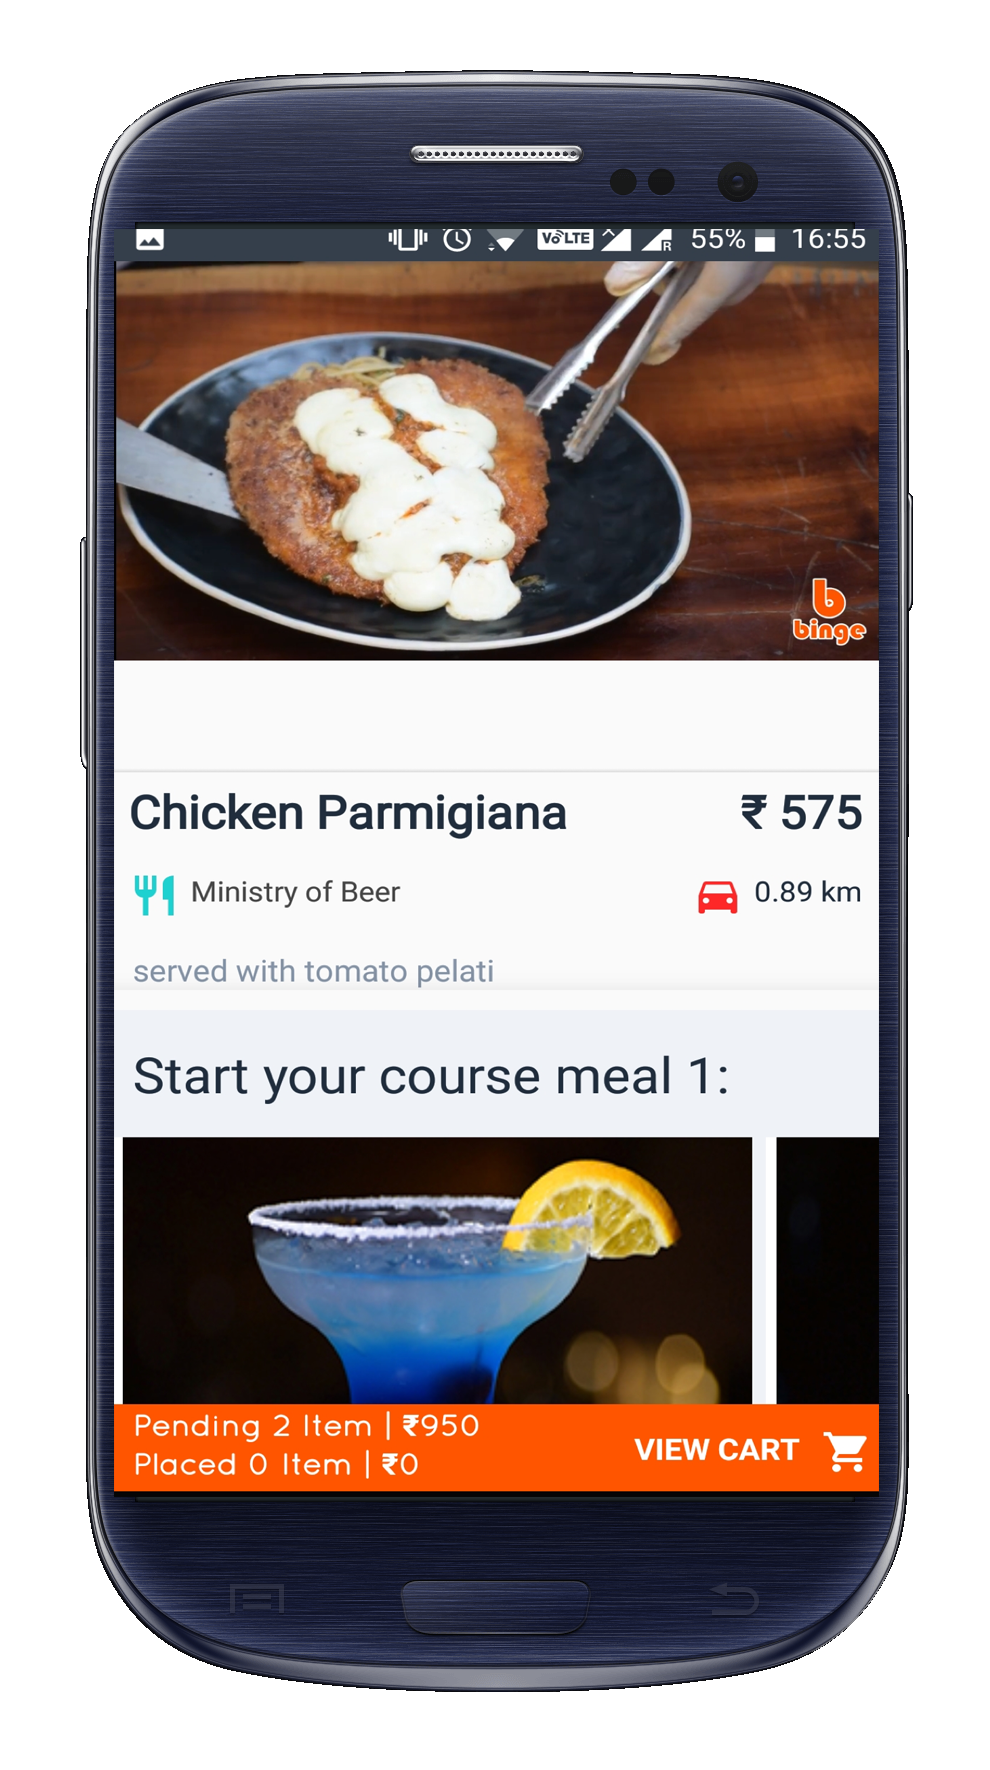 VoLTE R 55% 16:55
b
binge
Chicken Parmigiana ₹ 575
Ministry of Beer 0.89 km
served with tomato pelati
Start your course meal 1:
Pending 2 Item | ₹950
Placed 0 Item | ₹0
VIEW CART